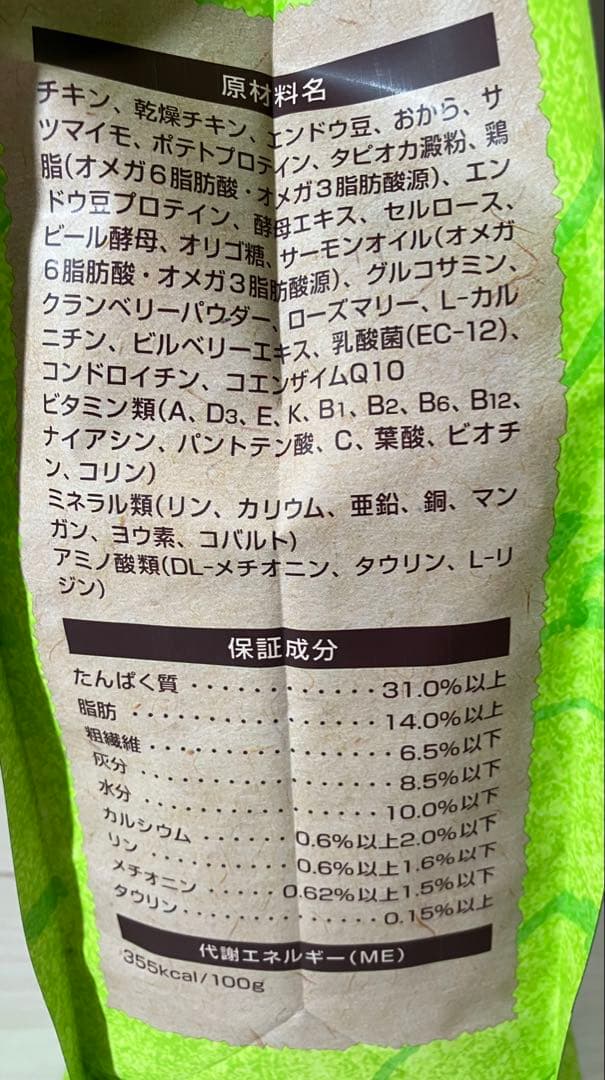 原材料名
チキン、乾燥チキン、エンドウ豆、おから、サ
ツマイモ、ポテトプロテイン、タピオカ澱粉、鶏
脂(オメガ6脂肪酸・オメガ3脂肪酸源)、エン
ドウ豆プロテイン、酵母エキス、セルロース、
ビール酵母、オリゴ糖、サーモンオイル(オメガ
6脂肪酸・オメガ3脂肪酸源)、グルコサミン、
クランベリーパウダー、ローズマリー、L-カル
ニチン、ビルベリーエキス、乳酸菌(EC-12)、
コンドロイチン、コエンザイムQ10
ビタミン類(A、D3、E、K、B1、B2、B6、B12、
ナイアシン、パントテン酸、C、葉酸、ビオチ
ン、コリン)
ミネラル類(リン、カリウム、亜鉛、銅、マン
ガン、ヨウ素、コバルト)
アミノ酸類(DL-メチオニン、タウリン、L-リ
ジン)
保証成分
たんぱく質・・・・・・・・・・・・31.0%以上
脂肪・・・・・・・・・・・・・・・14.0%以上
粗繊維・・・・・・・・・・・・・・6.5%以下
灰分・・・・・・・・・・・・・・・8.5%以下
水分・・・・・・・・・・・・・・10.0%以下
カルシウム・・・・・・0.6%以上2.0%以下
リン・・・・・・・・・0.6%以上1.6%以下
メチオニン・・・・・0.62%以上1.5%以下
タウリン・・・・・・・・・・・・0.15%以上
代謝エネルギー(ME)
355kcal/100g